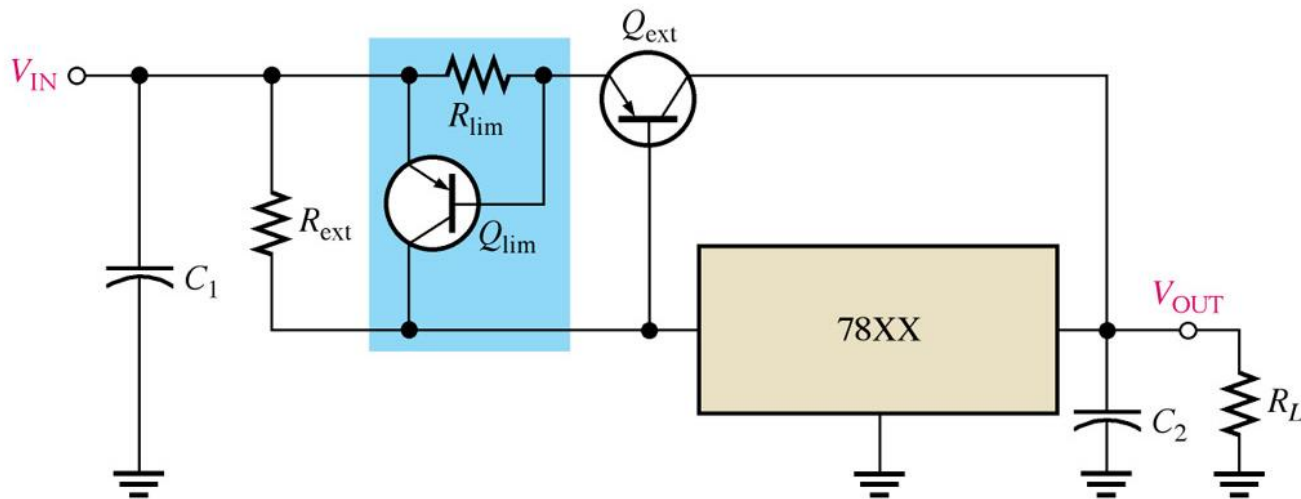 Q_ext
V_IN
R_lim
R_ext
Q_lim
C_1
78XX
V_OUT
C_2
R_L